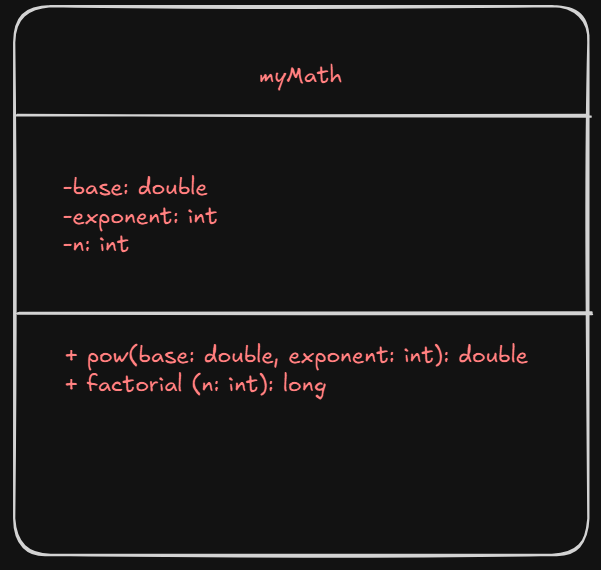 myMath
-base: double
-exponent: int
-n: int
+ pow(base: double, exponent: int): double
+ factorial (n: int): long